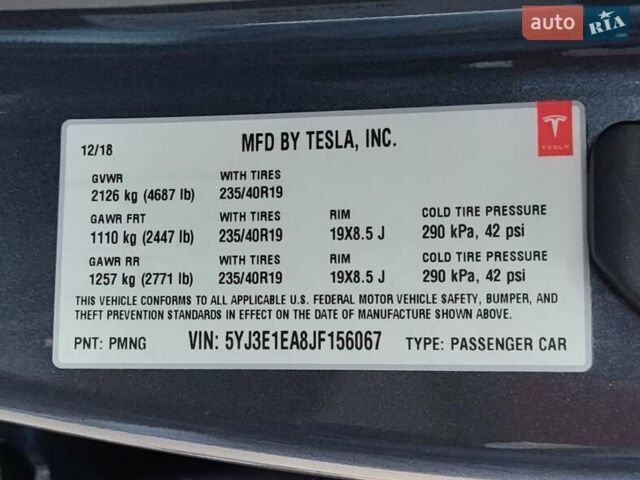 auto RIA .com
12/18 MFD BY TESLA, INC. TESLA
GVWR WITH TIRES
2126 kg (4687 lb) 235/40R19
GAWR FRT WITH TIRES RIM COLD TIRE PRESSURE
1110 kg (2447 lb) 235/40R19 19X8.5 J 290 kPa, 42 psi
GAWR RR WITH TIRES RIM COLD TIRE PRESSURE
1257 kg (2771 lb) 235/40R19 19X8.5 J 290 kPa, 42 psi
THIS VEHICLE CONFORMS TO ALL APPLICABLE U.S. FEDERAL MOTOR VEHICLE SAFETY, BUMPER, AND
THEFT PREVENTION STANDARDS IN EFFECT ON THE DATE OF MANUFACTURE SHOWN ABOVE.
PNT: PMNG VIN: 5YJ3E1EA8JF156067 TYPE: PASSENGER CAR